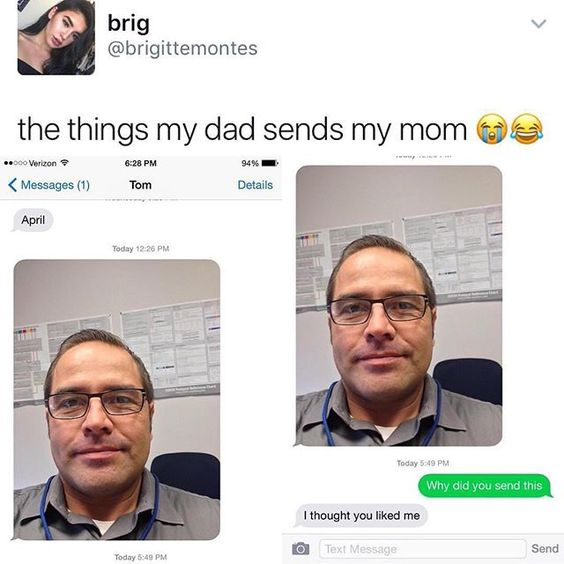 brig
@brigittemontes
the things my dad sends my mom 😭😂
Verizon 6:28 PM 94%
Messages (1) Tom Details
April
Today 12:26 PM
Today 5:49 PM
Today 5:49 PM
Why did you send this
I thought you liked me
Text Message Send